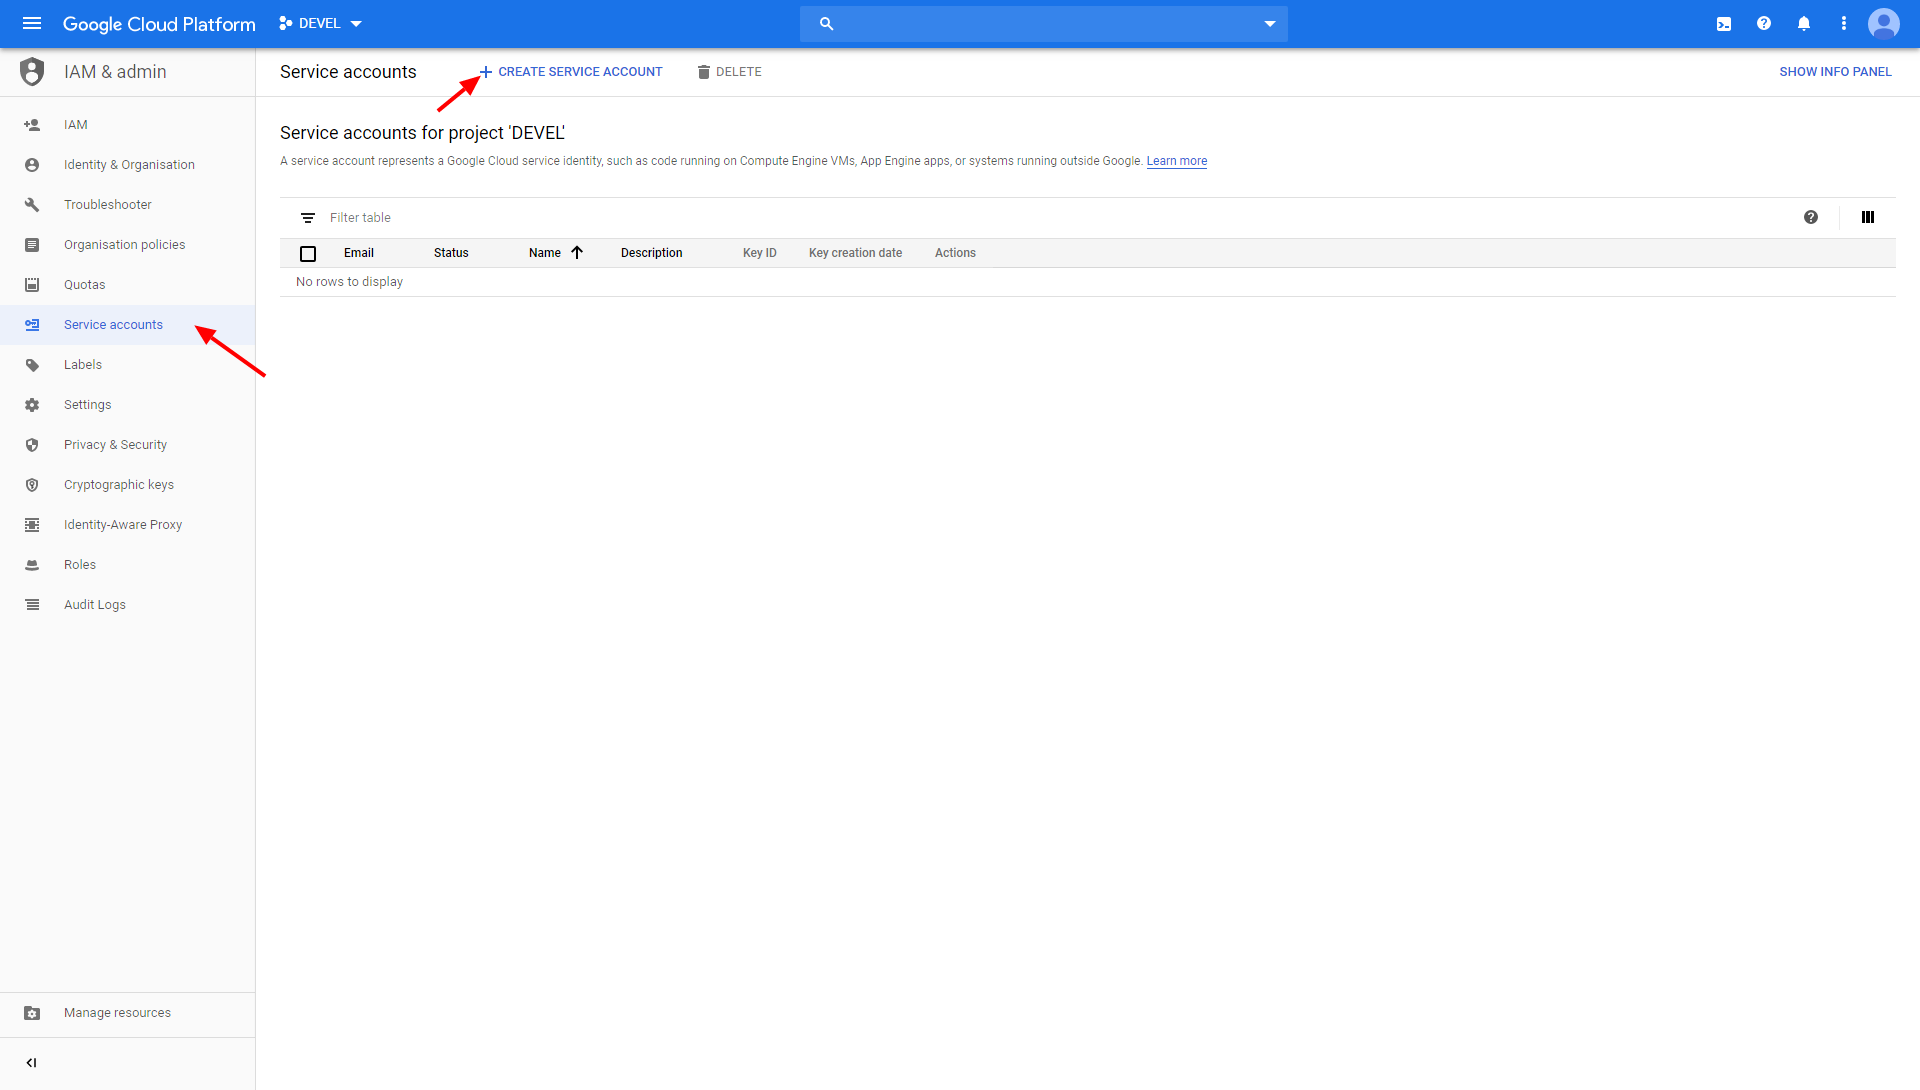 Google Cloud Platform
DEVEL
IAM & admin
Service accounts
CREATE SERVICE ACCOUNT
DELETE
SHOW INFO PANEL
IAM
Identity & Organisation
Troubleshooter
Organisation policies
Quotas
Service accounts
Labels
Settings
Privacy & Security
Cryptographic keys
Identity-Aware Proxy
Roles
Audit Logs
Manage resources
Service accounts for project 'DEVEL'
A service account represents a Google Cloud service identity, such as code running on Compute Engine VMs, App Engine apps, or systems running outside Google. Learn more
Filter table
Email Status Name Description Key ID Key creation date Actions
No rows to display